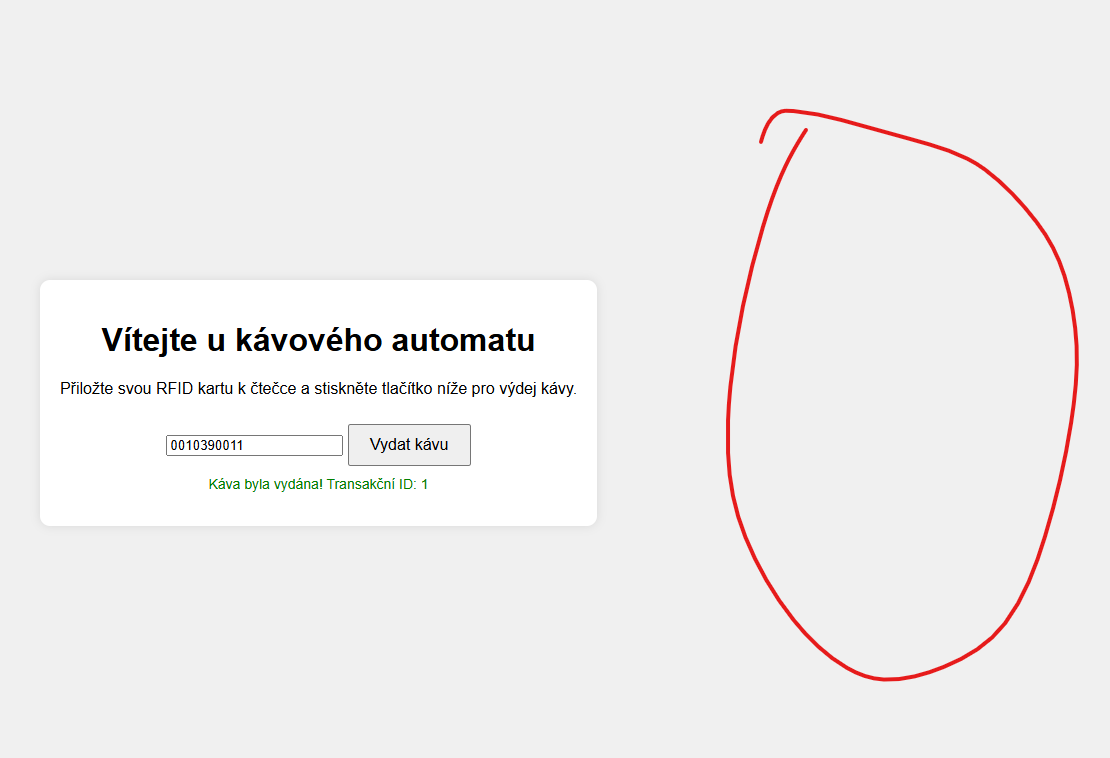 Vítejte u kávového automatu
Přiložte svou RFID kartu k čtečce a stiskněte tlačítko níže pro výdej kávy.
0010390011 Vydat kávu
Káva byla vydána! Transakční ID: 1